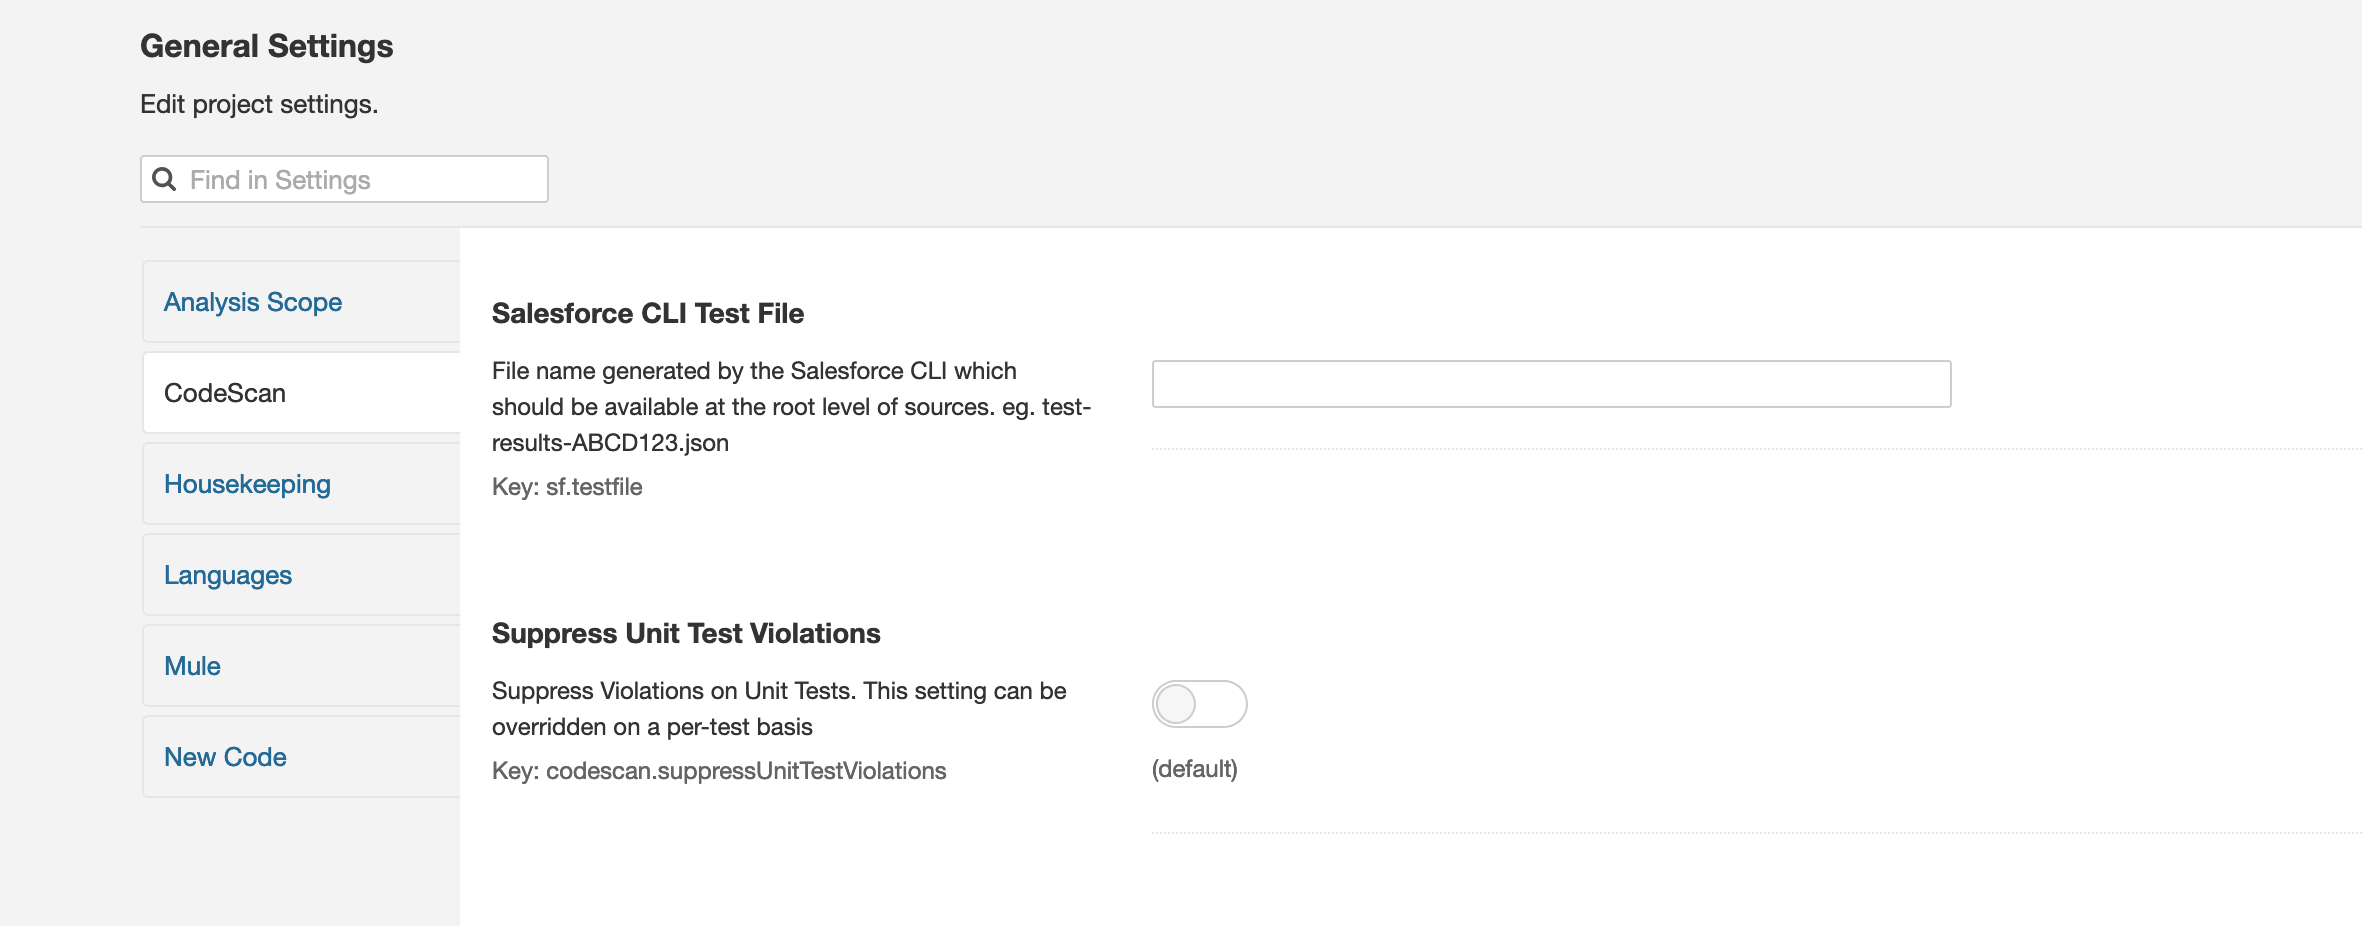 General Settings
Edit project settings.
Find in Settings
Analysis Scope
CodeScan
Housekeeping
Languages
Mule
New Code
Salesforce CLI Test File
File name generated by the Salesforce CLI which
should be available at the root level of sources. eg. test-
results-ABCD123.json
Key: sf.testfile
Suppress Unit Test Violations
Suppress Violations on Unit Tests. This setting can be
overridden on a per-test basis
Key: codescan.suppressUnitTestViolations
(default)